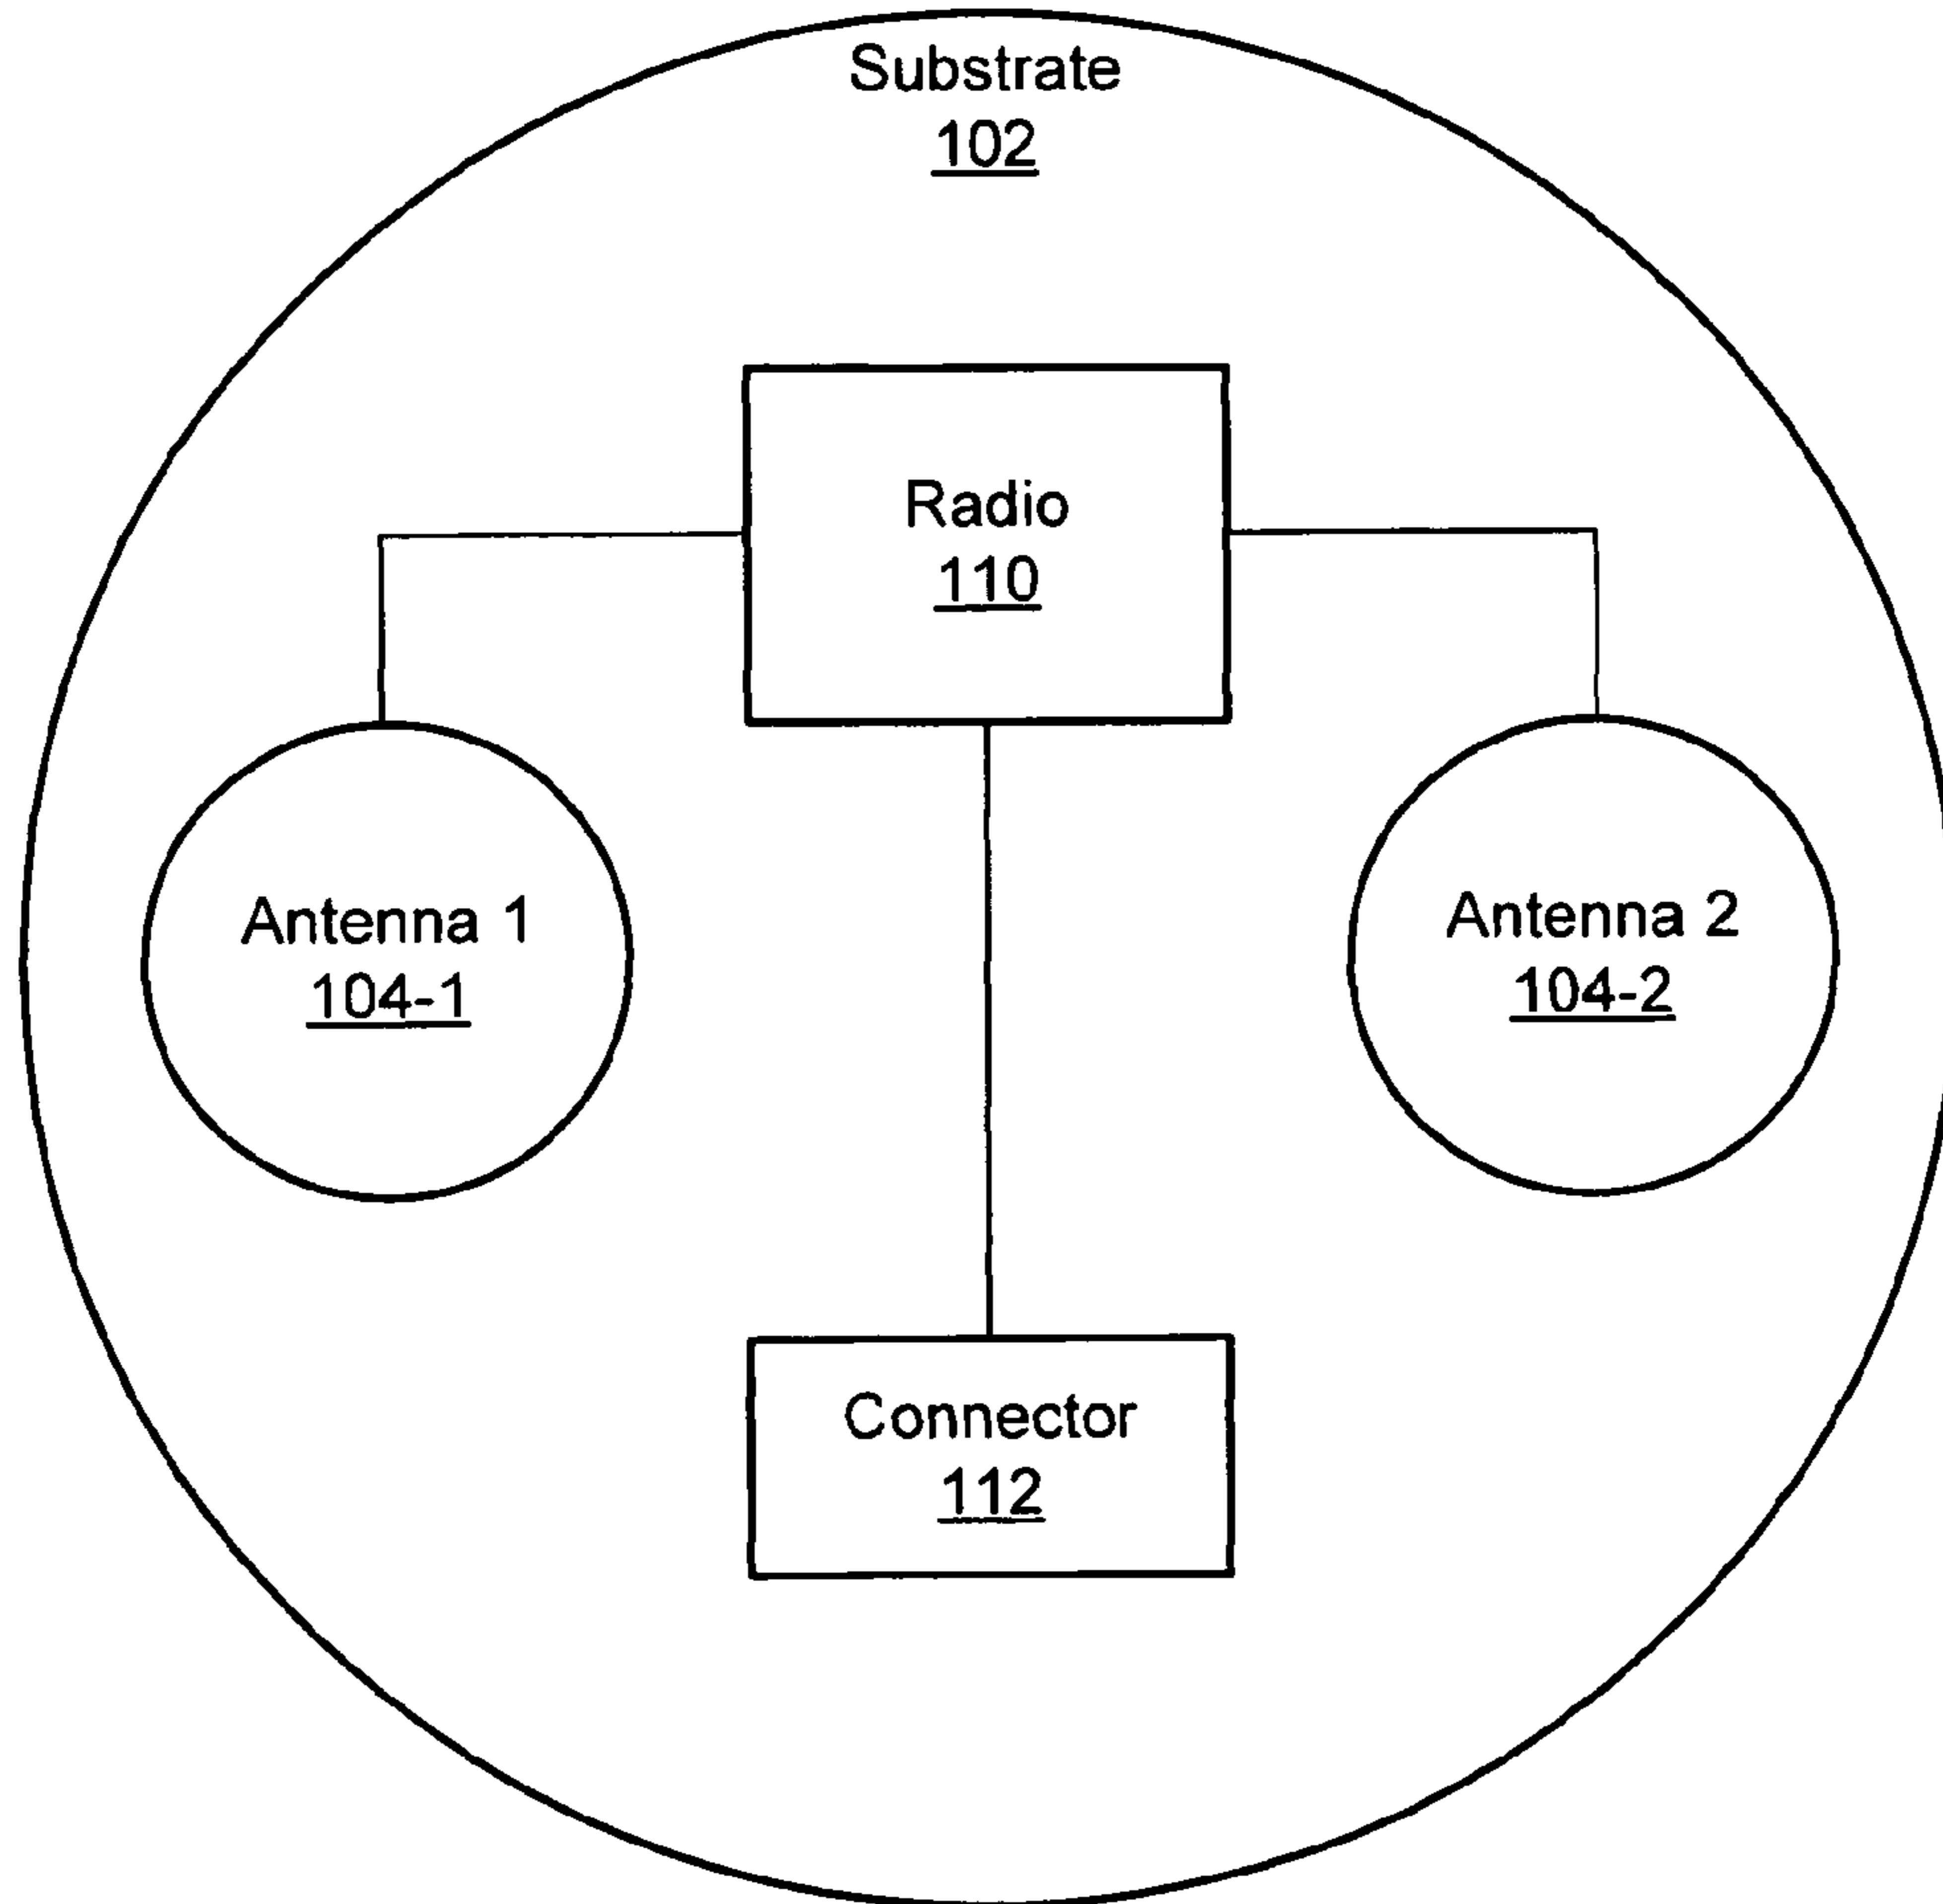 Substrate
102
Radio
110
Antenna 1
104-1
Antenna 2
104-2
Connector
112